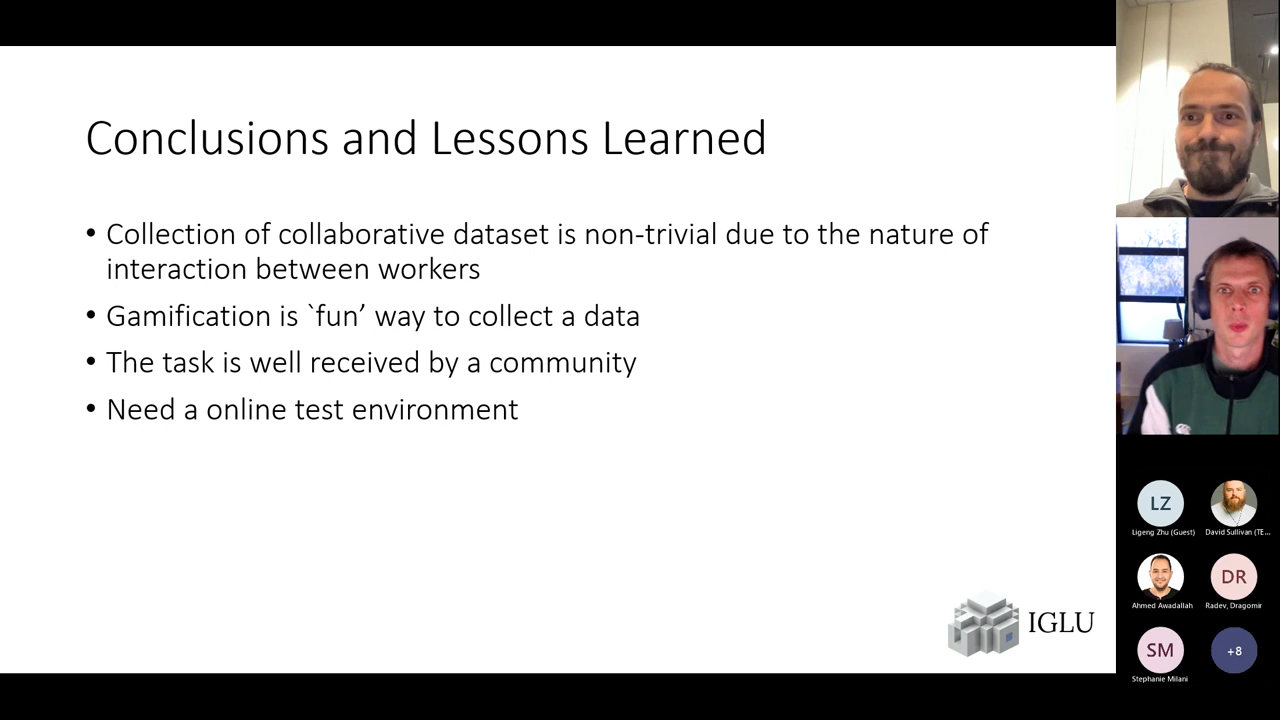 Conclusions and Lessons Learned
• Collection of collaborative dataset is non-trivial due to the nature of
interaction between workers
• Gamification is `fun’ way to collect a data
• The task is well received by a community
• Need a online test environment
IGLU
LZ
Ligeng Zhu (Guest)
David Sullivan (TE...
Ahmed Awadallah
DR
Radev, Dragomir
SM
Stephanie Milani
+8